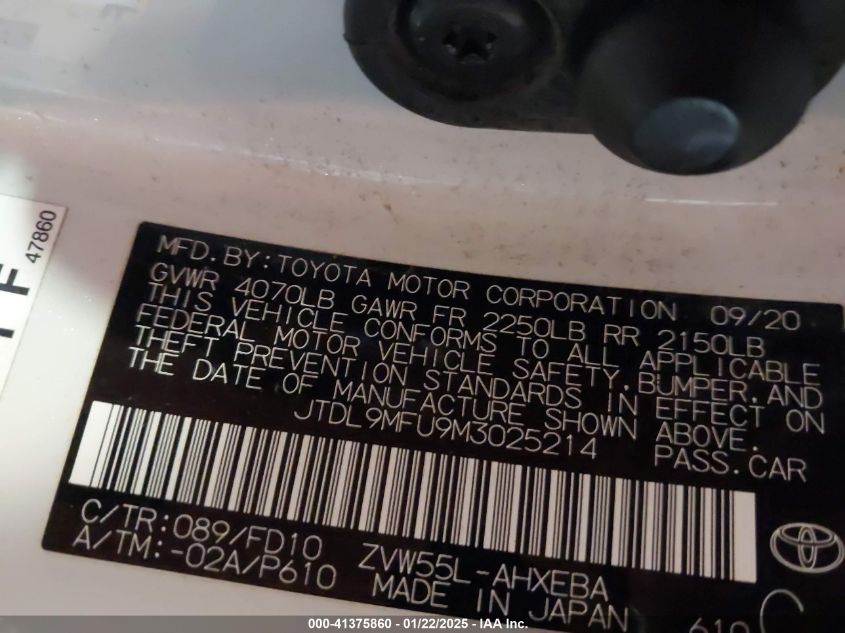 47860
MFD.BY:TOYOTA MOTOR CORPORATION 09/20
GVWR 4070LB GAWR FR 2250LB RR 2150LB
THIS VEHICLE CONFORMS TO ALL APPLICABLE
FEDERAL MOTOR VEHICLE SAFETY,BUMPER,AND
THEFT PREVENTION STANDARDS IN EFFECT ON
THE DATE OF MANUFACTURE SHOWN ABOVE.
JTDL9MFU9M3025214 PASS.CAR
C/TR:089/FD10 ZVW55L-AHXEBA
A/TM:-02A/P610 MADE IN JAPAN 610 C
000-41375860 - 01/22/2025 - IAA Inc.